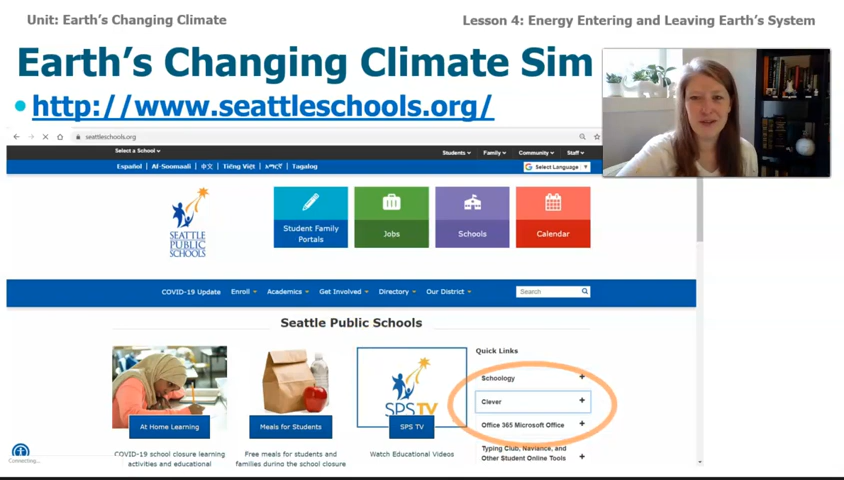 Unit: Earth's Changing Climate
Lesson 4: Energy Entering and Leaving Earth's System
Earth's Changing Climate Sim
• http://www.seattleschools.org/
seattleschools.org
Select a School
Students Family Community Staff
Español | Af-Soomaali | 中文 | Tiếng Việt | አማርኛ | Tagalog
Select Language
SEATTLE
PUBLIC
SCHOOLS
Student Family
Portals
Jobs
Schools
Calendar
COVID-19 Update Enroll Academics Get Involved Directory Our District
Search
Seattle Public Schools
Quick Links
Schoology +
Clever +
Office 365 Microsoft Office +
Typing Club, Naviance, and
Other Student Online Tools +
SPSTV
At Home Learning
Meals for Students
SPS TV
COVID-19 school closure learning
activities and educational
Free meals for students and
families during the school closure
Watch Educational Videos
Connecting...